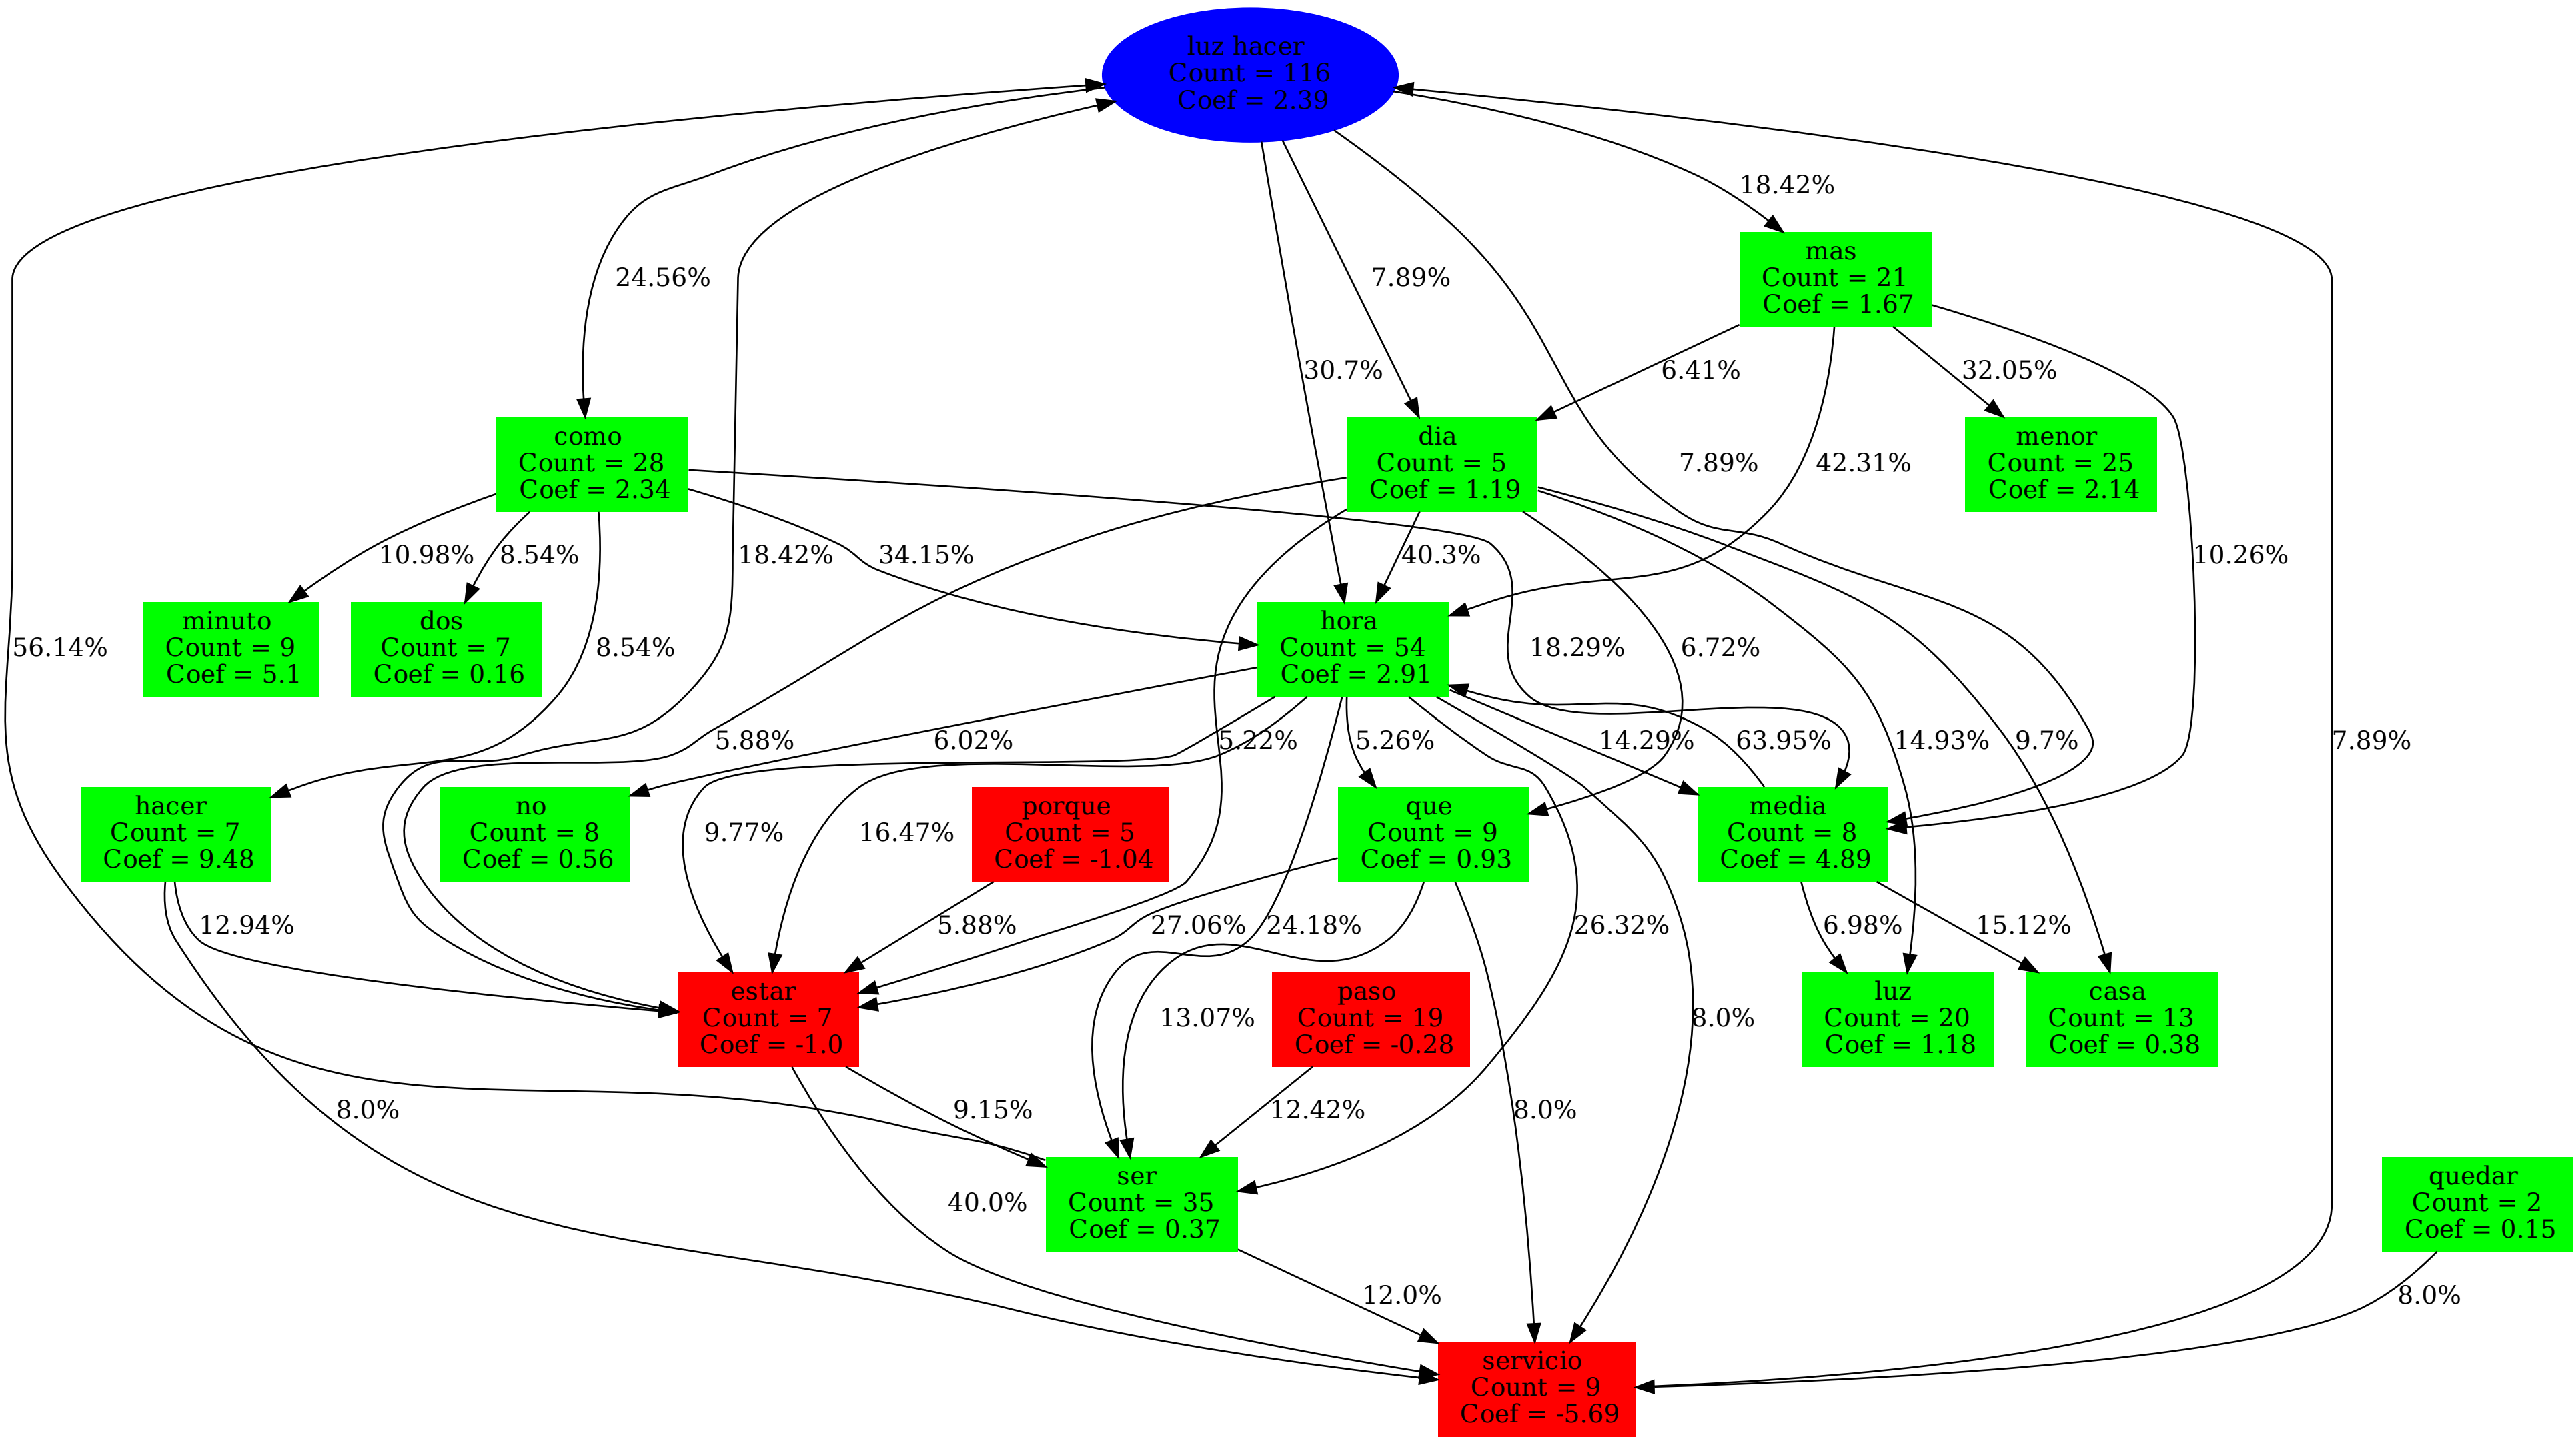 luz hacer
Count = 116
Coef = 2.39
18.42%
mas
Count = 21
Coef = 1.67
24.56%
7.89%
30.7%
6.41%
32.05%
como
Count = 28
Coef = 2.34
dia
Count = 5
Coef = 1.19
7.89%
42.31%
menor
Count = 25
Coef = 2.14
10.98%
8.54%
18.42%
34.15%
40.3%
10.26%
minuto
Count = 9
Coef = 5.1
dos
Count = 7
Coef = 0.16
hora
Count = 54
Coef = 2.91
56.14%
8.54%
18.29%
6.72%
5.88%
6.02%
5.22%
5.26%
14.29%
63.95%
14.93%
9.7%
7.89%
hacer
Count = 7
Coef = 9.48
no
Count = 8
Coef = 0.56
9.77%
16.47%
porque
Count = 5
Coef = -1.04
que
Count = 9
Coef = 0.93
media
Count = 8
Coef = 4.89
12.94%
5.88%
27.06%
24.18%
26.32%
6.98%
15.12%
estar
Count = 7
Coef = -1.0
13.07%
paso
Count = 19
Coef = -0.28
8.0%
luz
Count = 20
Coef = 1.18
casa
Count = 13
Coef = 0.38
8.0%
9.15%
12.42%
8.0%
40.0%
ser
Count = 35
Coef = 0.37
quedar
Count = 2
Coef = 0.15
12.0%
8.0%
servicio
Count = 9
Coef = -5.69